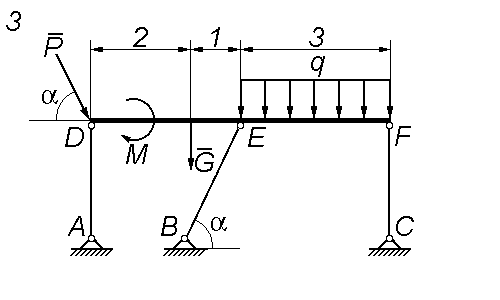 3
P̅ 2 1 3
q
α
D M G̅ E F
A B α C